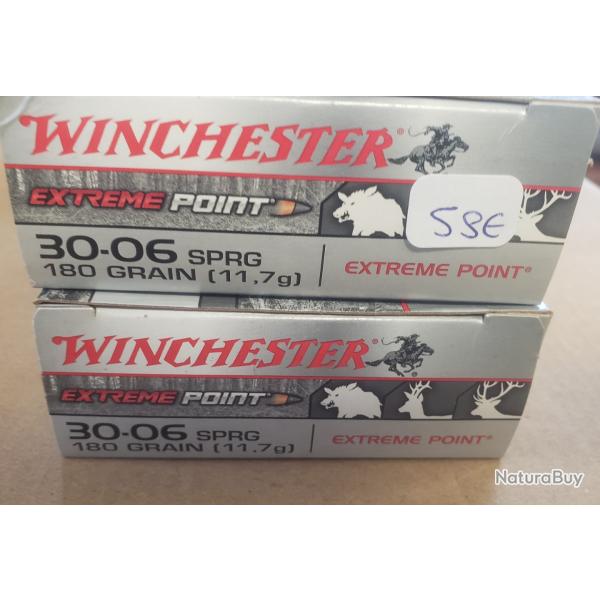 WINCHESTER®
EXTREME POINT®
58€
30-06 SPRG
180 GRAIN (11,7g)
EXTREME POINT®
WINCHESTER®
EXTREME POINT
30-06 SPRG
180 GRAIN (11,7g)
EXTREME POINT®
NaturaBuy